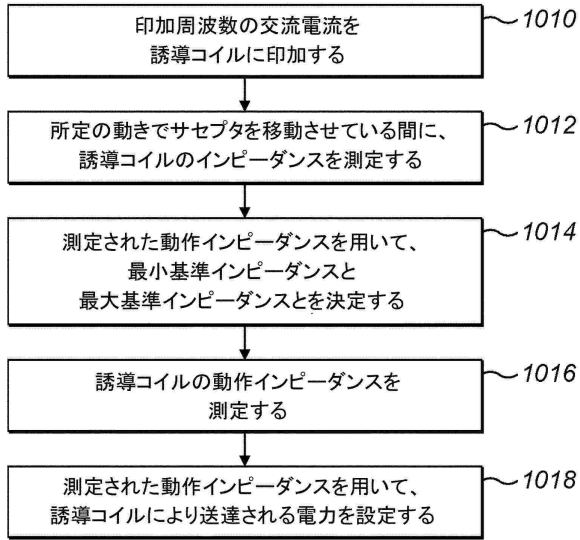 印加周波数の交流電流を
誘導コイルに印加する
1010
所定の動きでサセプタを移動させている間に、
誘導コイルのインピーダンスを測定する
1012
測定された動作インピーダンスを用いて、
最小基準インピーダンスと
最大基準インピーダンスとを決定する
1014
誘導コイルの動作インピーダンスを
測定する
1016
測定された動作インピーダンスを用いて、
誘導コイルにより送達される電力を設定する
1018